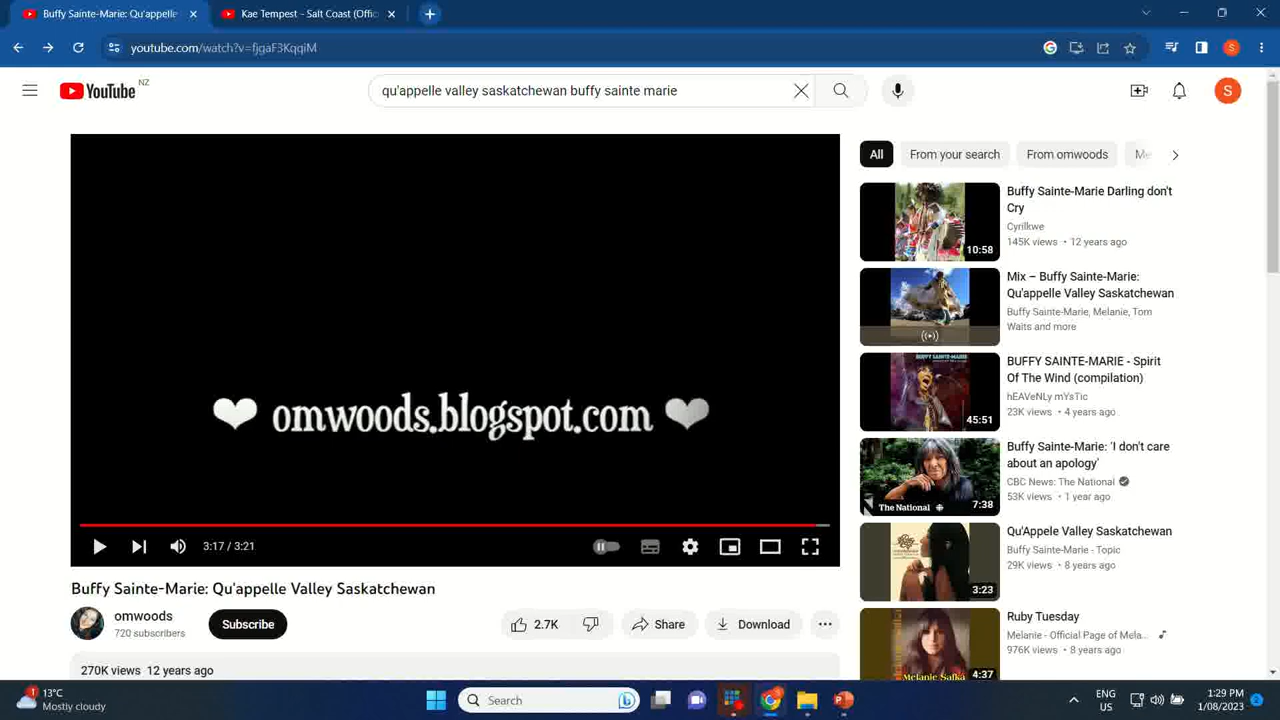 Buffy Sainte-Marie: Qu'appelle
Kae Tempest - Salt Coast (Offic
youtube.com/watch?v=fjgaF3KqqiM
S
YouTube NZ
qu'appelle valley saskatchewan buffy sainte marie
S
All
From your search
From omwoods
Me
omwoods.blogspot.com
3:17 / 3:21
Buffy Sainte-Marie: Qu'appelle Valley Saskatchewan
omwoods
720 subscribers
Subscribe
2.7K
Share
Download
270K views 12 years ago
10:58
Buffy Sainte-Marie Darling don't
Cry
Cyrilkwe
145K views • 12 years ago
Mix – Buffy Sainte-Marie:
Qu'appelle Valley Saskatchewan
Buffy Sainte-Marie, Melanie, Tom
Waits and more
BUFFY SAINTE-MARIE
45:51
BUFFY SAINTE-MARIE - Spirit
Of The Wind (compilation)
hEAVeNLy mYsTic
23K views • 4 years ago
The National
7:38
Buffy Sainte-Marie: 'I don't care
about an apology'
CBC News: The National
53K views • 1 year ago
3:23
Qu'Appele Valley Saskatchewan
Buffy Sainte-Marie - Topic
29K views • 8 years ago
Melanie Safka
4:37
Ruby Tuesday
Melanie - Official Page of Mela...
976K views • 8 years ago
1
13°C
Mostly cloudy
Search
ENG
US
1:29 PM
1/08/2023
2